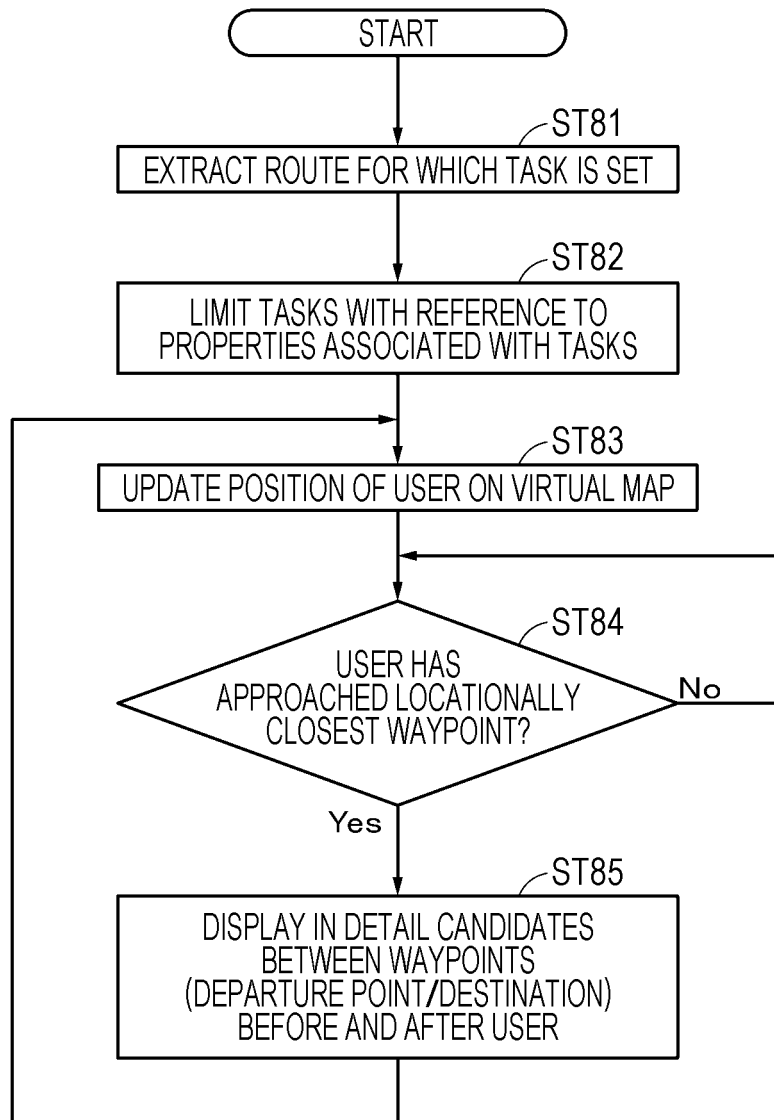 START
ST81
EXTRACT ROUTE FOR WHICH TASK IS SET
ST82
LIMIT TASKS WITH REFERENCE TO
PROPERTIES ASSOCIATED WITH TASKS
ST83
UPDATE POSITION OF USER ON VIRTUAL MAP
ST84
USER HAS
APPROACHED LOCATIONALLY
CLOSEST WAYPOINT?
No
Yes
ST85
DISPLAY IN DETAIL CANDIDATES
BETWEEN WAYPOINTS
(DEPARTURE POINT/DESTINATION)
BEFORE AND AFTER USER